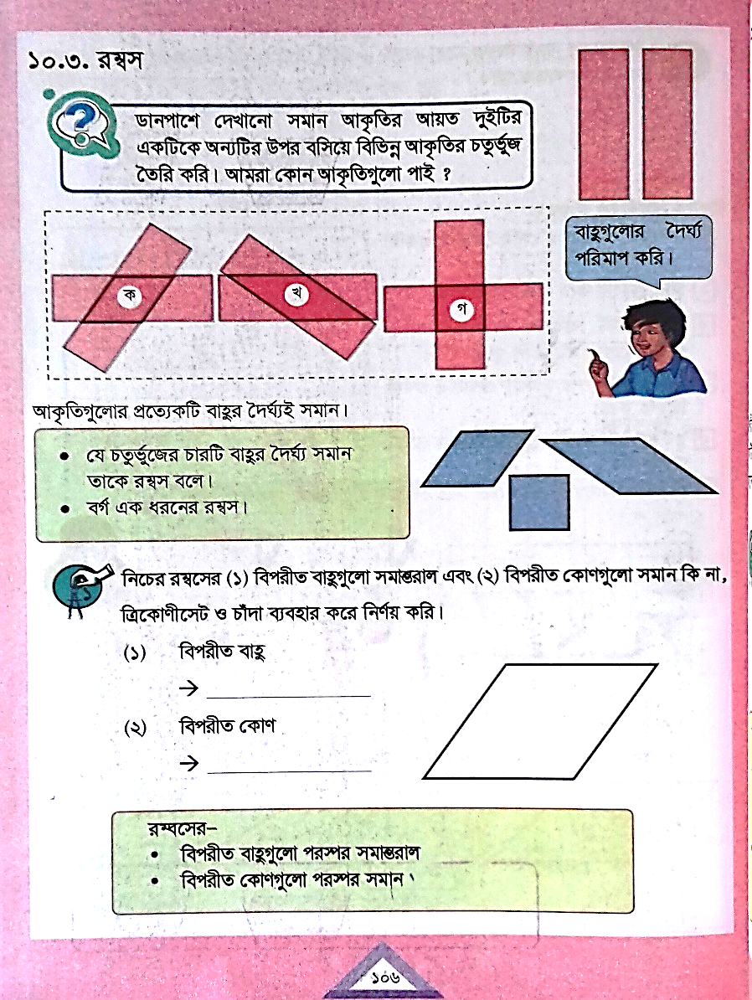 ১০.৩. রম্বস
ডানপাশে দেখানো সমান আকৃতির আয়ত দুইটির
একটিকে অন্যটির উপর বসিয়ে বিভিন্ন আকৃতির চতুর্ভুজ
তৈরি করি। আমরা কোন আকৃতিগুলো পাই ?
বাহুগুলোর দৈর্ঘ্য
পরিমাপ করি।
ক
খ
গ
আকৃতিগুলোর প্রত্যেকটি বাহুর দৈর্ঘ্যই সমান।
• যে চতুর্ভুজের চারটি বাহুর দৈর্ঘ্য সমান
তাকে রম্বস বলে।
• বর্গ এক ধরনের রম্বস।
১
নিচের রম্বসের (১) বিপরীত বাহুগুলো সমান্তরাল এবং (২) বিপরীত কোণগুলো সমান কি না,
ত্রিকোণীসেট ও চাঁদা ব্যবহার করে নির্ণয় করি।
(১) বিপরীত বাহু
→ ____________
(২) বিপরীত কোণ
→ ____________
রম্বসের–
• বিপরীত বাহুগুলো পরস্পর সমান্তরাল
• বিপরীত কোণগুলো পরস্পর সমান
১০৬